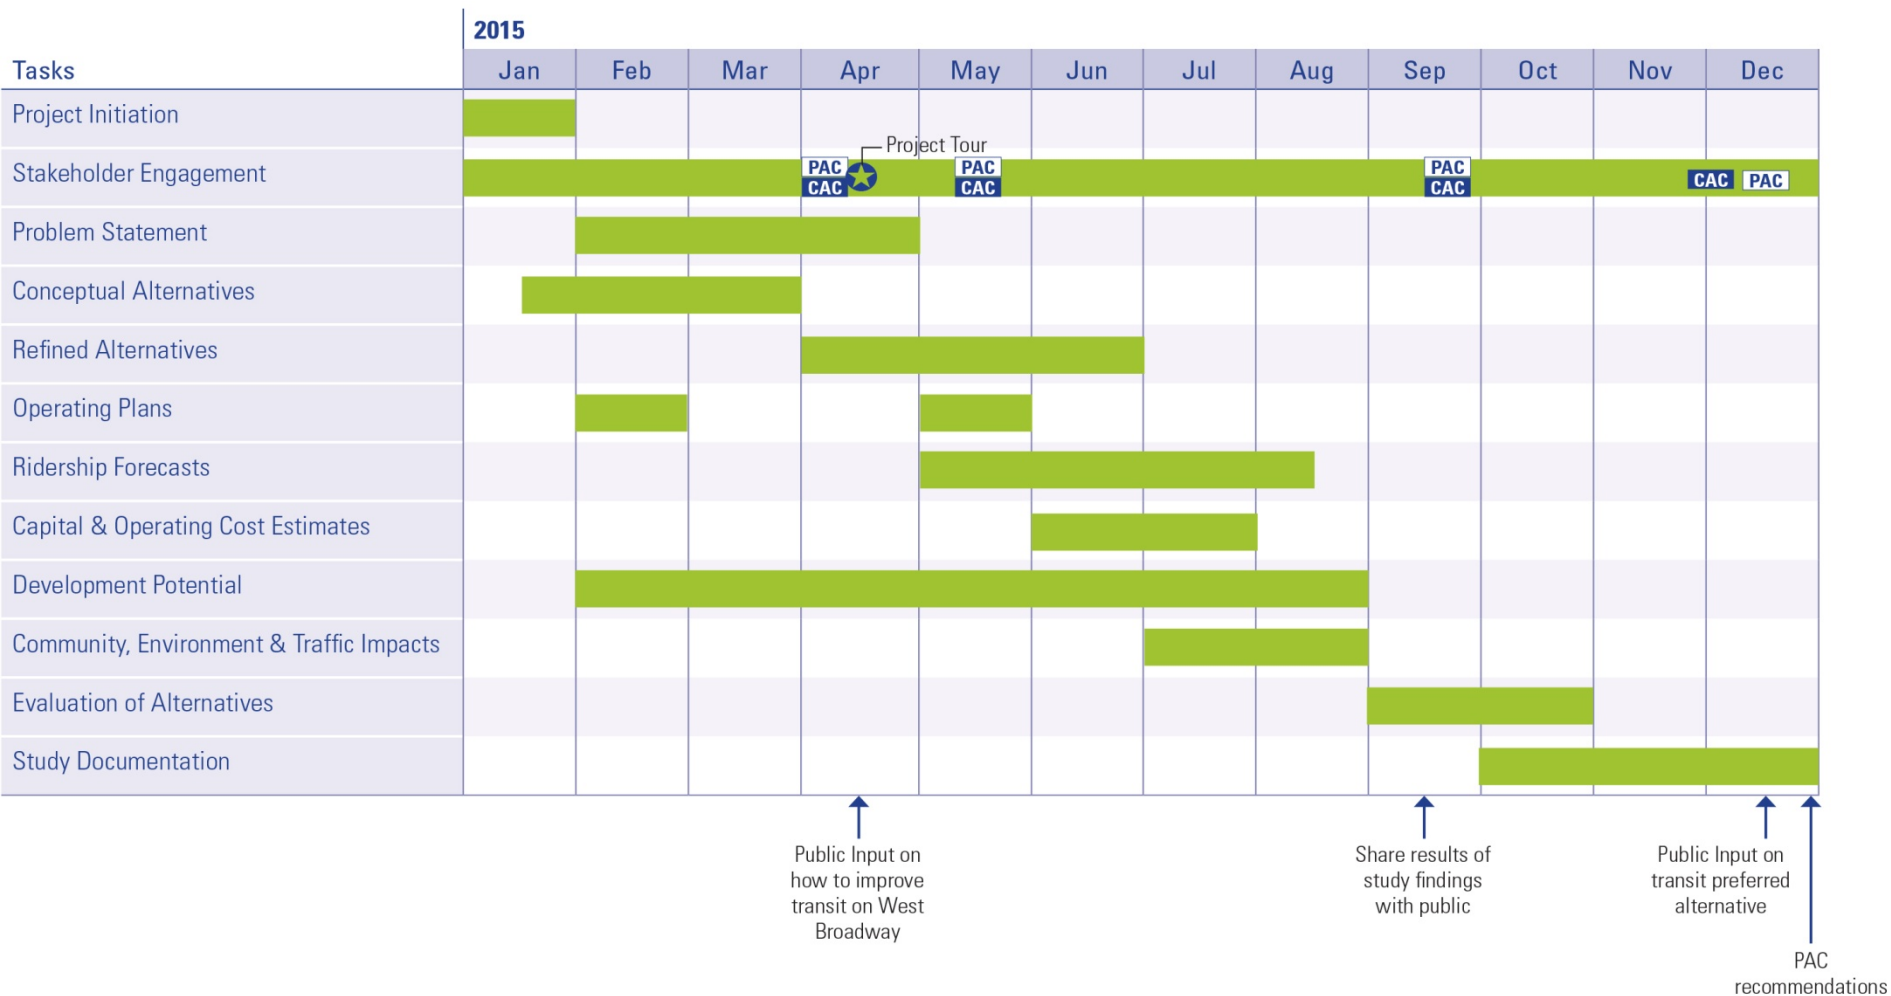 2015
Tasks Jan Feb Mar Apr May Jun Jul Aug Sep Oct Nov Dec
Project Initiation
Project Tour
Stakeholder Engagement
PAC PAC PAC
CAC CAC CAC
CAC PAC
Problem Statement
Conceptual Alternatives
Refined Alternatives
Operating Plans
Ridership Forecasts
Capital & Operating Cost Estimates
Development Potential
Community, Environment & Traffic Impacts
Evaluation of Alternatives
Study Documentation
Public Input on
how to improve
transit on West
Broadway
Share results of
study findings
with public
Public Input on
transit preferred
alternative
PAC
recommendations